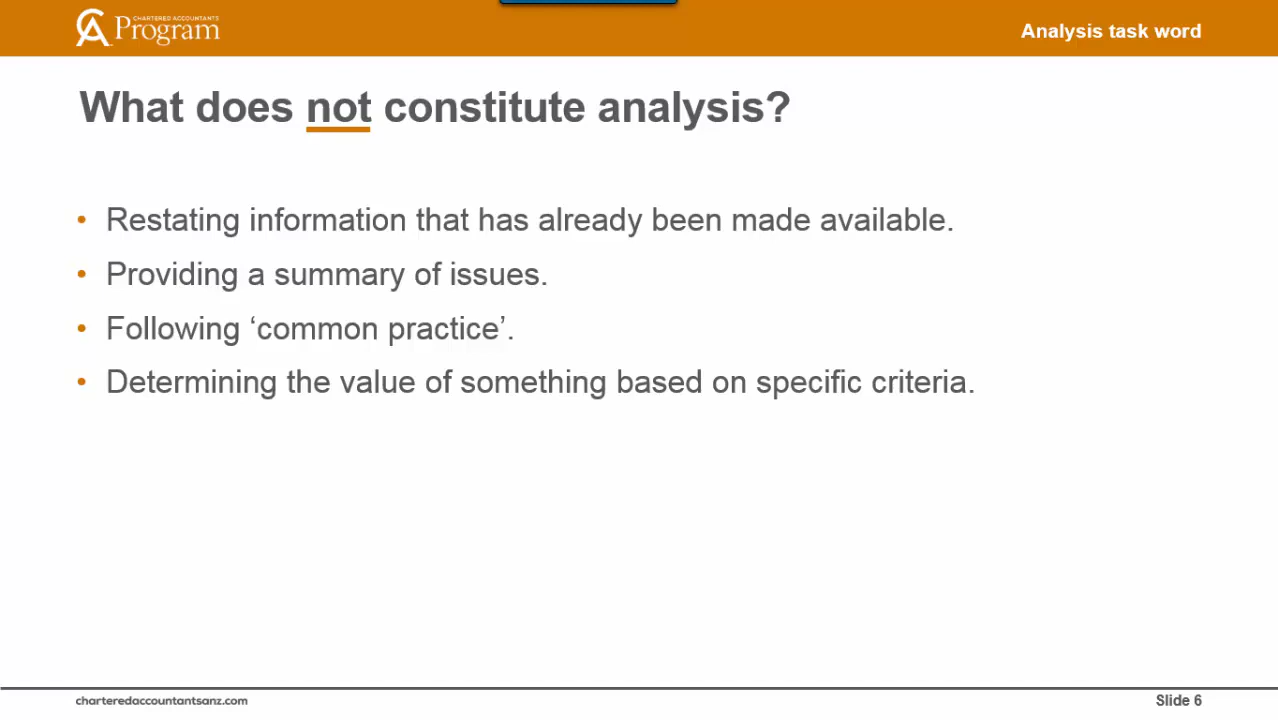 CHARTERED ACCOUNTANTS
CA Program
Analysis task word
What does not constitute analysis?
• Restating information that has already been made available.
• Providing a summary of issues.
• Following ‘common practice’.
• Determining the value of something based on specific criteria.
charteredaccountantsanz.com
Slide 6